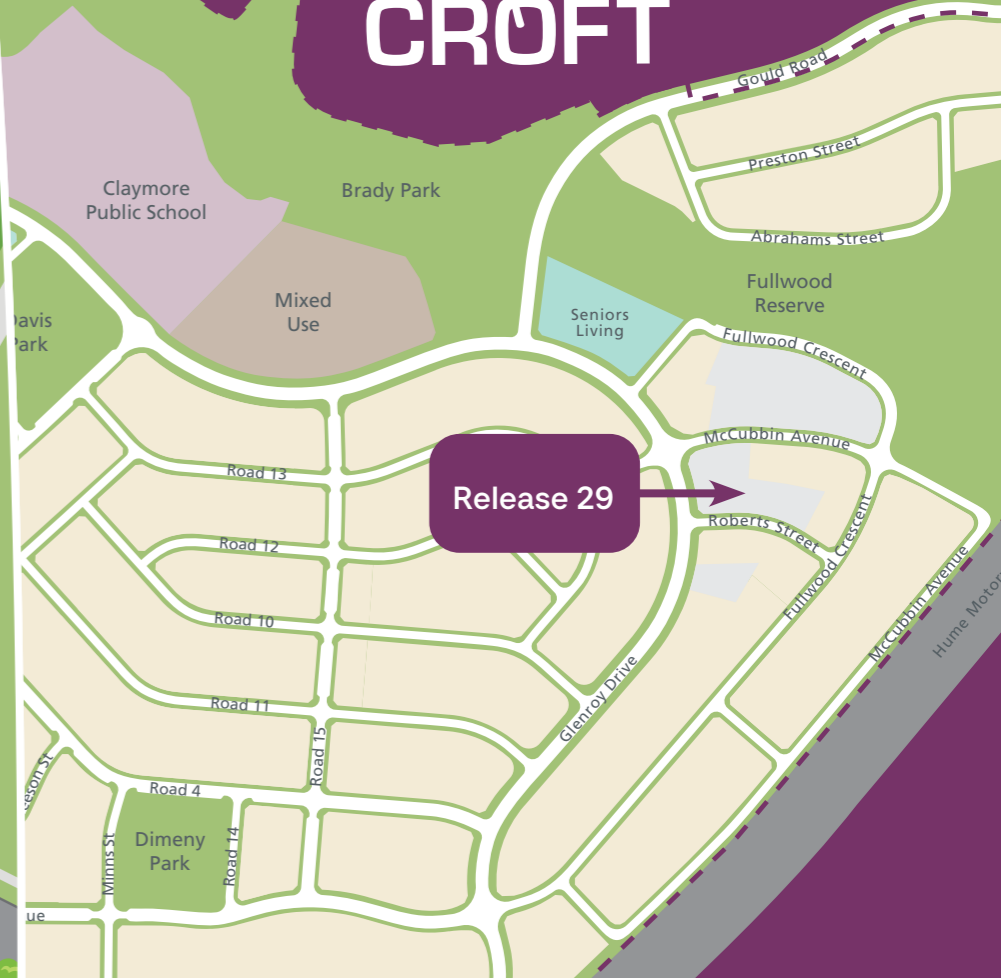 CROFT
Gould Road
Preston Street
Abrahams Street
Claymore
Public School
Brady Park
Mixed
Use
Seniors
Living
Fullwood
Reserve
Park
Fullwood Crescent
McCubbin Avenue
Release 29
Roberts Street
Fullwood Crescent
McCubbin Avenue
Hume
Road 13
Road 12
Road 10
Road 11
Road 15
Glenroy Drive
Road 4
Minns St
Dimeny
Park
Road 14
St